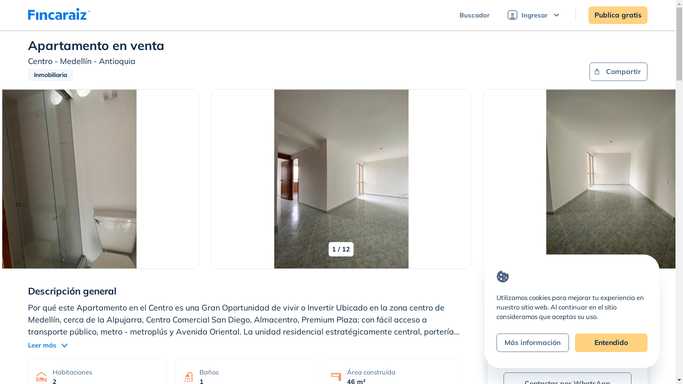 Fincaraiz
Buscador
Ingresar
Publica gratis
Apartamento en venta
Centro - Medellín - Antioquia
Inmobiliaria
Compartir
1 / 12
Descripción general
Por qué este Apartamento en el Centro es una Gran Oportunidad de vivir o Invertir Ubicado en la zona centro de
Medellín, cerca de la Alpujarra, Centro Comercial San Diego, Almacentro, Premium Plaza; con fácil acceso a
transporte público, metro - metroplús y Avenida Oriental. La unidad residencial estratégicamente central, portería...
Leer más
Utilizamos cookies para mejorar tu experiencia en
nuestro sitio web. Al continuar en el sitio
consideramos que aceptas su uso.
Más información
Entendido
Habitaciones
2
Baños
1
Área construida
46 m²
Contactar por WhatsApp